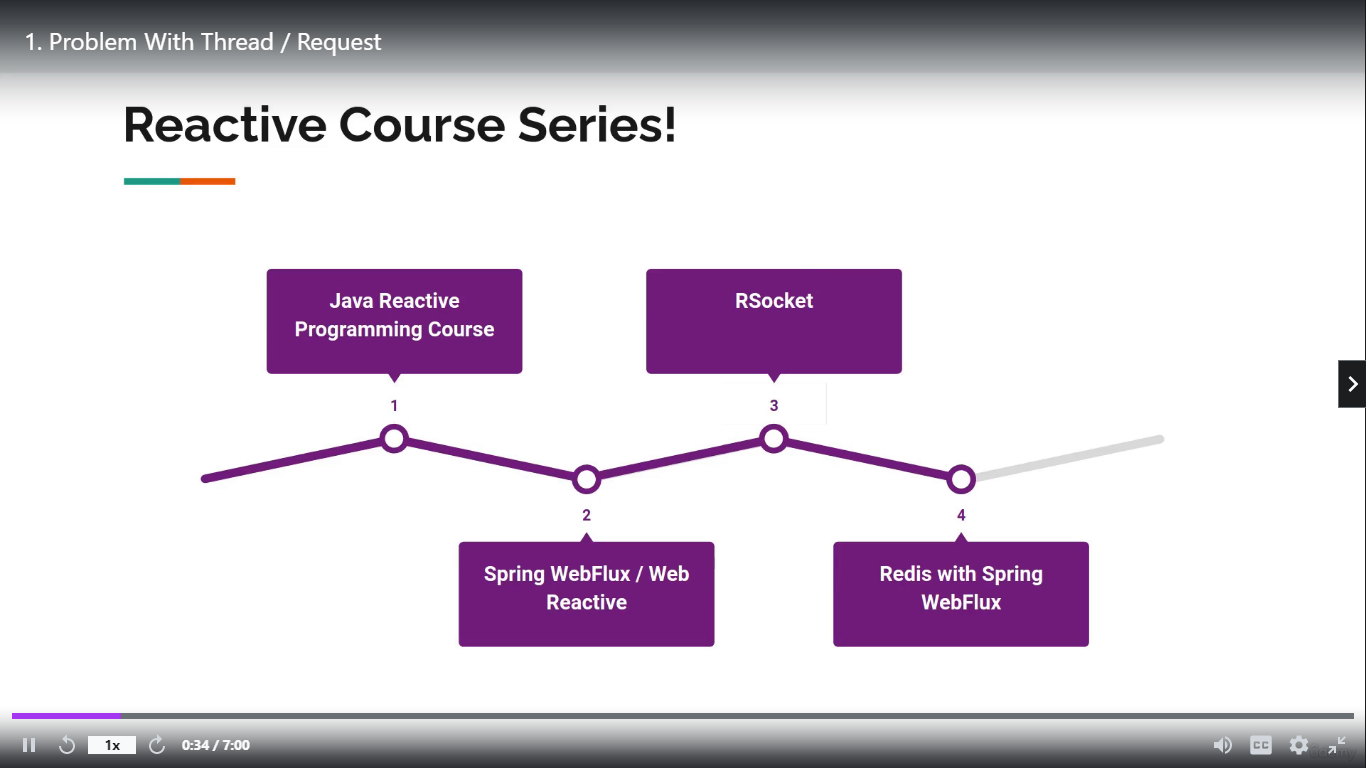 1. Problem With Thread / Request
Reactive Course Series!
Java Reactive
Programming Course
RSocket
1
3
2
4
Spring WebFlux / Web
Reactive
Redis with Spring
WebFlux
1x
0:34 / 7:00
CC